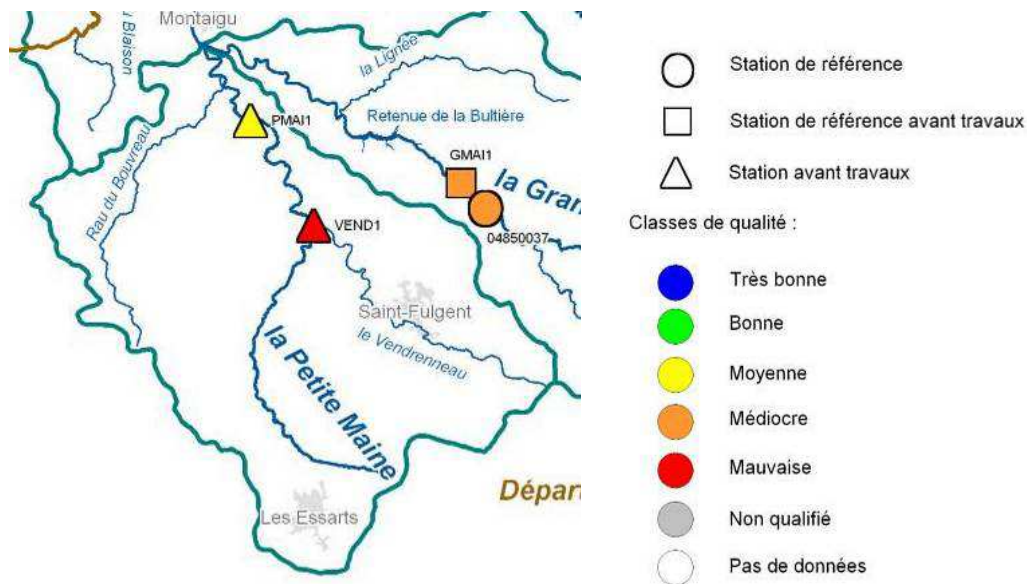 Montaigu
Blaison
la Lignée
Retenue de la Bultière
PMAI1
GMAI1
la Gran
Rau du Bouvreau
VEND1
04850037
Saint-Fulgent
le Vendrenneau
la Petite Maine
Dépar
Les Essarts
Station de référence
Station de référence avant travaux
Station avant travaux
Classes de qualité :
Très bonne
Bonne
Moyenne
Médiocre
Mauvaise
Non qualifié
Pas de données